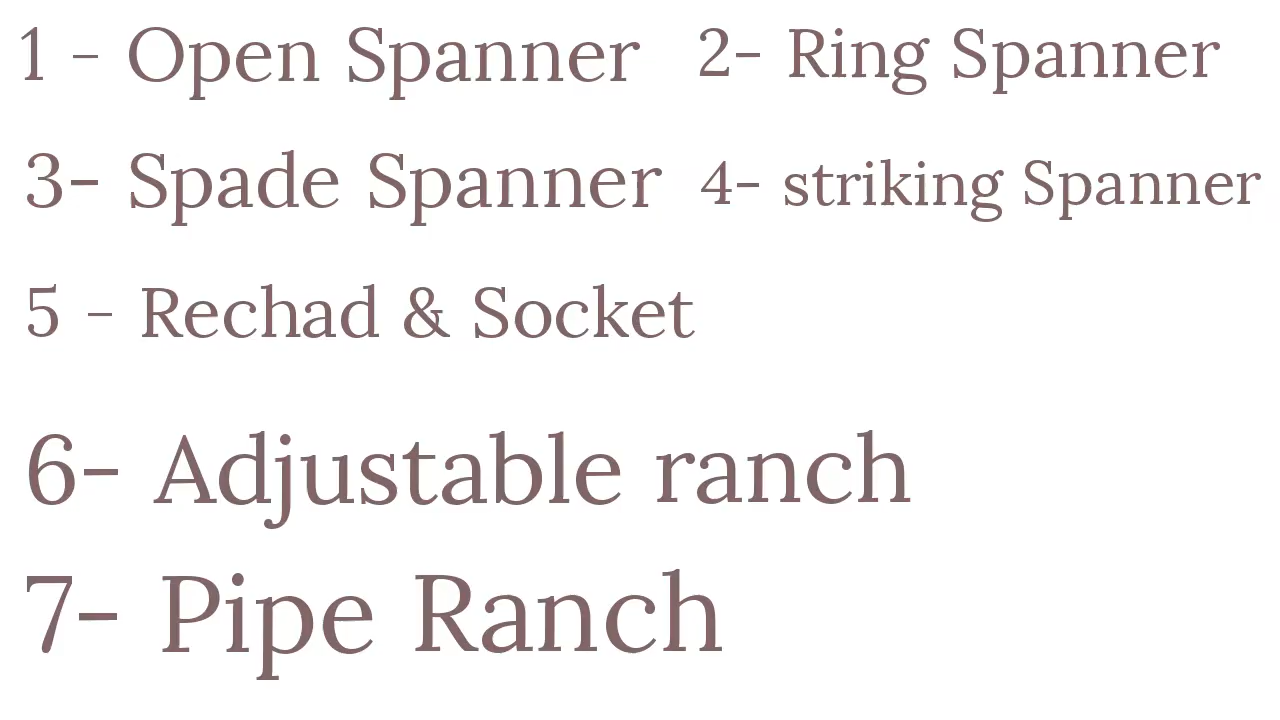 1 - Open Spanner 2- Ring Spanner
3- Spade Spanner 4- striking Spanner
5 - Rechad & Socket
6- Adjustable ranch
7- Pipe Ranch